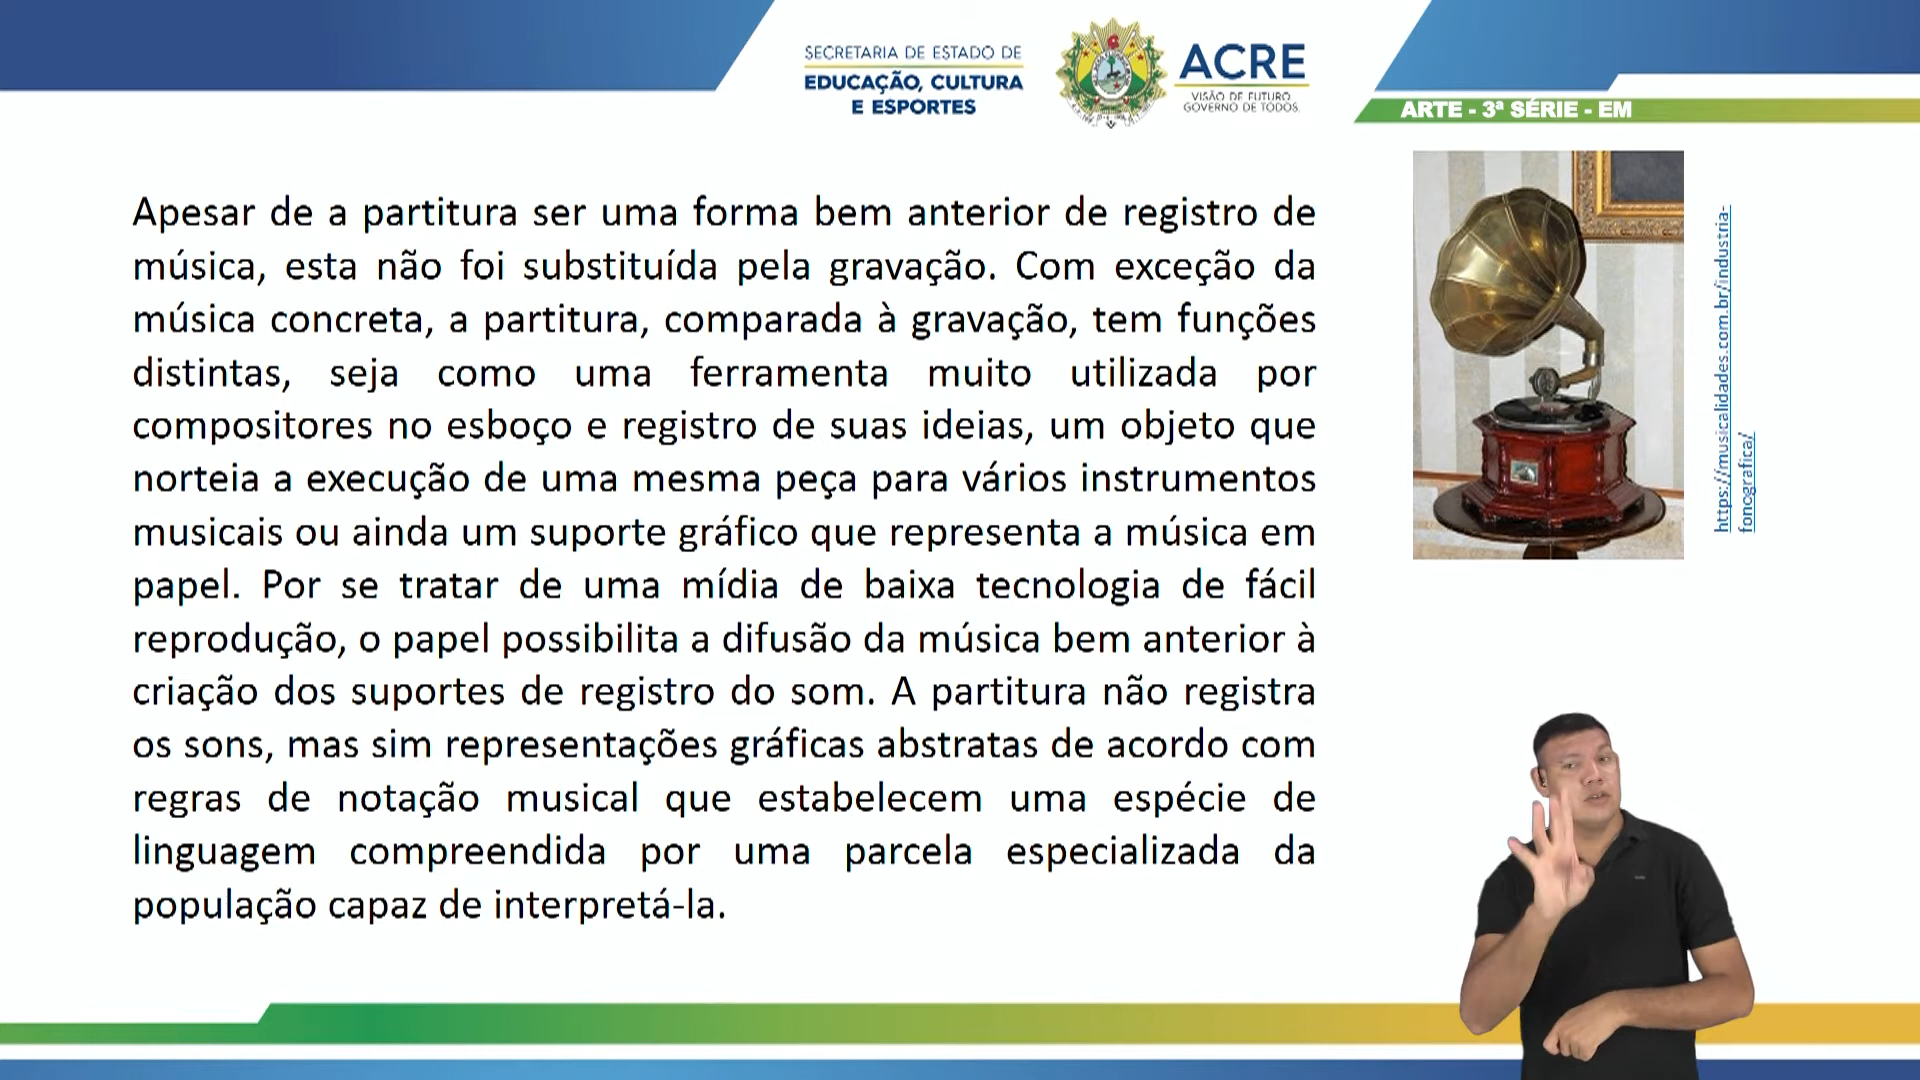 SECRETARIA DE ESTADO DE
EDUCAÇÃO, CULTURA
E ESPORTES
ACRE
VISÃO DE FUTURO
GOVERNO DE TODOS
ARTE - 3ª SÉRIE - EM
Apesar de a partitura ser uma forma bem anterior de registro de
música, esta não foi substituída pela gravação. Com exceção da
música concreta, a partitura, comparada à gravação, tem funções
distintas, seja como uma ferramenta muito utilizada por
compositores no esboço e registro de suas ideias, um objeto que
norteia a execução de uma mesma peça para vários instrumentos
musicais ou ainda um suporte gráfico que representa a música em
papel. Por se tratar de uma mídia de baixa tecnologia de fácil
reprodução, o papel possibilita a difusão da música bem anterior à
criação dos suportes de registro do som. A partitura não registra
os sons, mas sim representações gráficas abstratas de acordo com
regras de notação musical que estabelecem uma espécie de
linguagem compreendida por uma parcela especializada da
população capaz de interpretá-la.
https://musicalidades.com.br/industria-
fonografica/